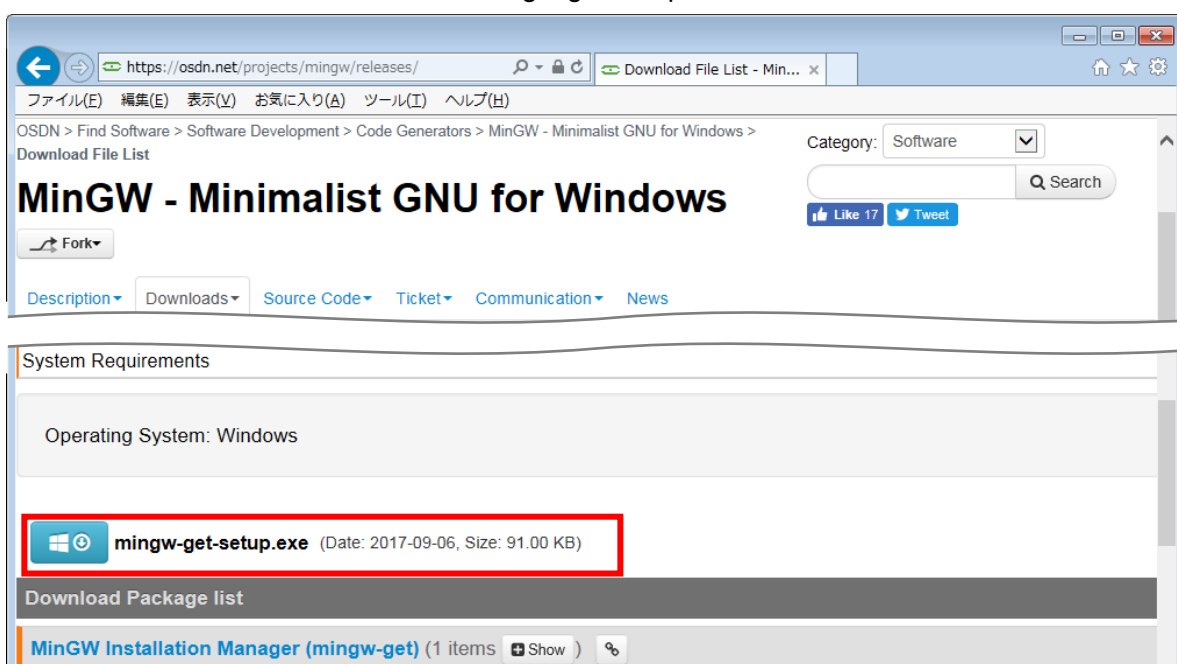 https://osdn.net/projects/mingw/releases/
Download File List - Min...
ファイル(F) 編集(E) 表示(V) お気に入り(A) ツール(T) ヘルプ(H)
OSDN > Find Software > Software Development > Code Generators > MinGW - Minimalist GNU for Windows >
Download File List
Category: Software
MinGW - Minimalist GNU for Windows
Search
Like 17 Tweet
Fork
Description Downloads Source Code Ticket Communication News
System Requirements
Operating System: Windows
mingw-get-setup.exe (Date: 2017-09-06, Size: 91.00 KB)
Download Package list
MinGW Installation Manager (mingw-get) (1 items Show )